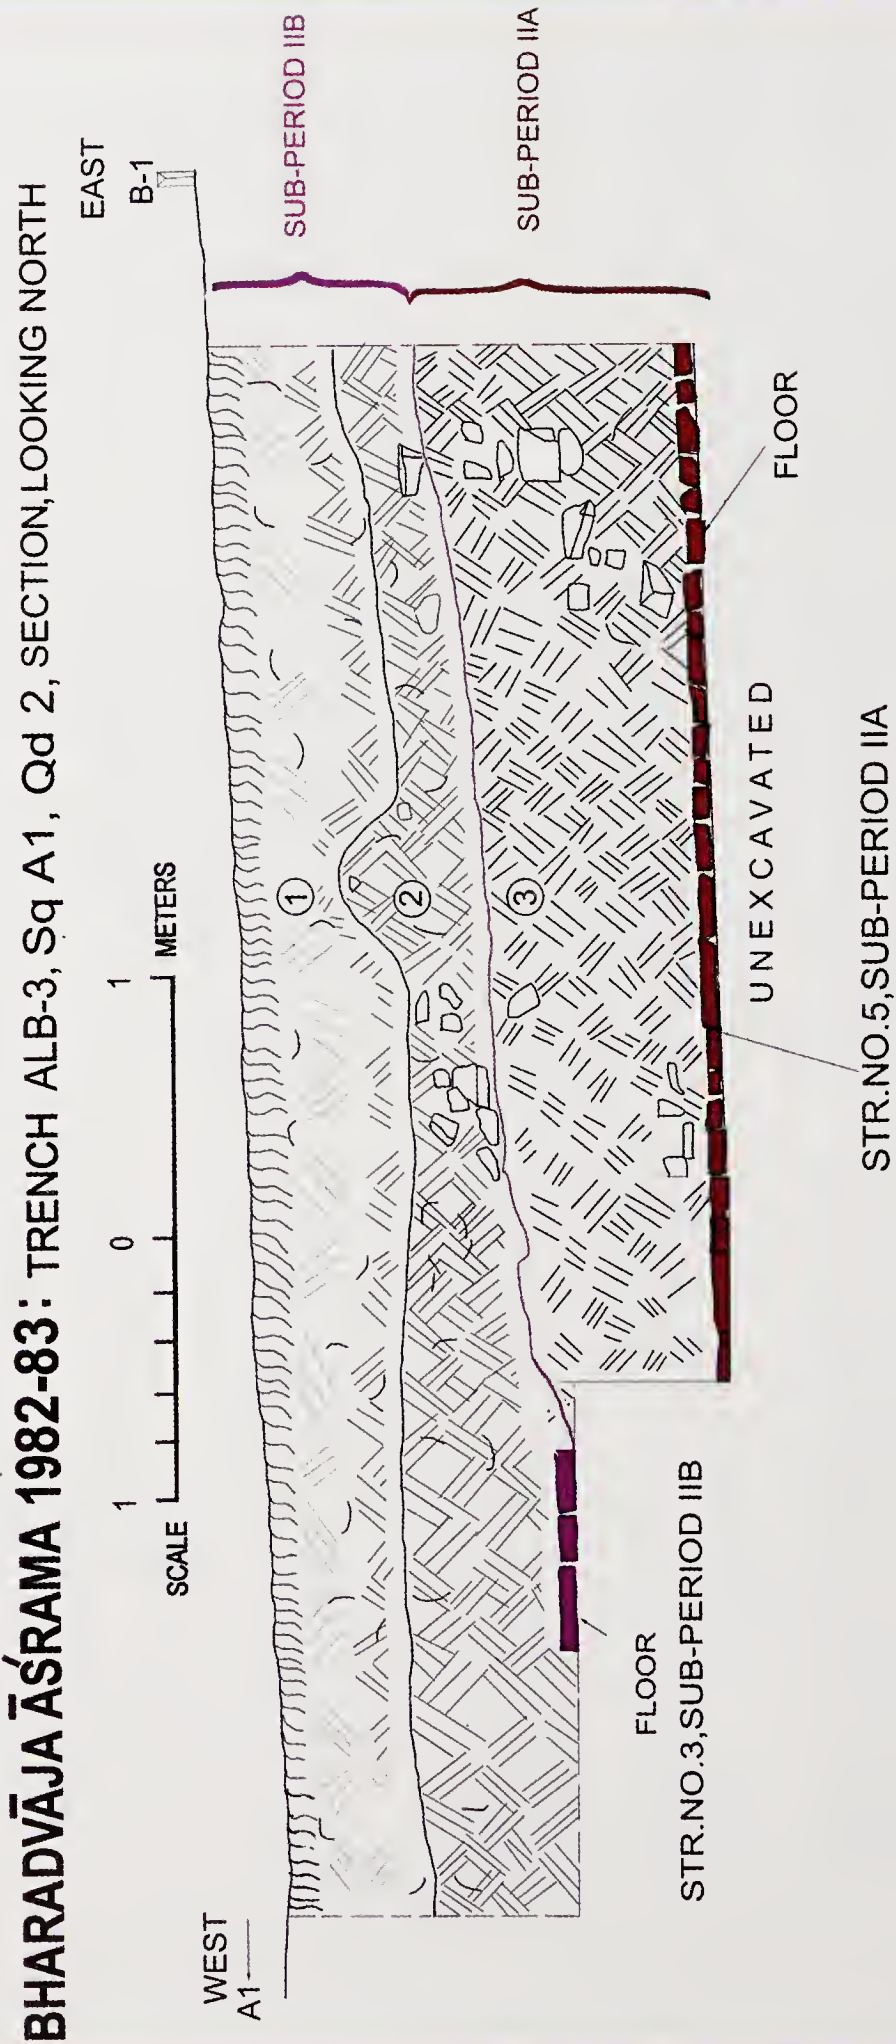 BHARADVĀJA ĀŚRAMA 1982-83: TRENCH ALB-3, Sq A1, Qd 2, SECTION, LOOKING NORTH
EAST
B-1
WEST
A1
SCALE
1
0
1
METERS
SUB-PERIOD IIB
SUB-PERIOD IIA
1
2
3
FLOOR
STR.NO.3,SUB-PERIOD IIB
UNEXCAVATED
FLOOR
STR.NO.5,SUB-PERIOD IIA